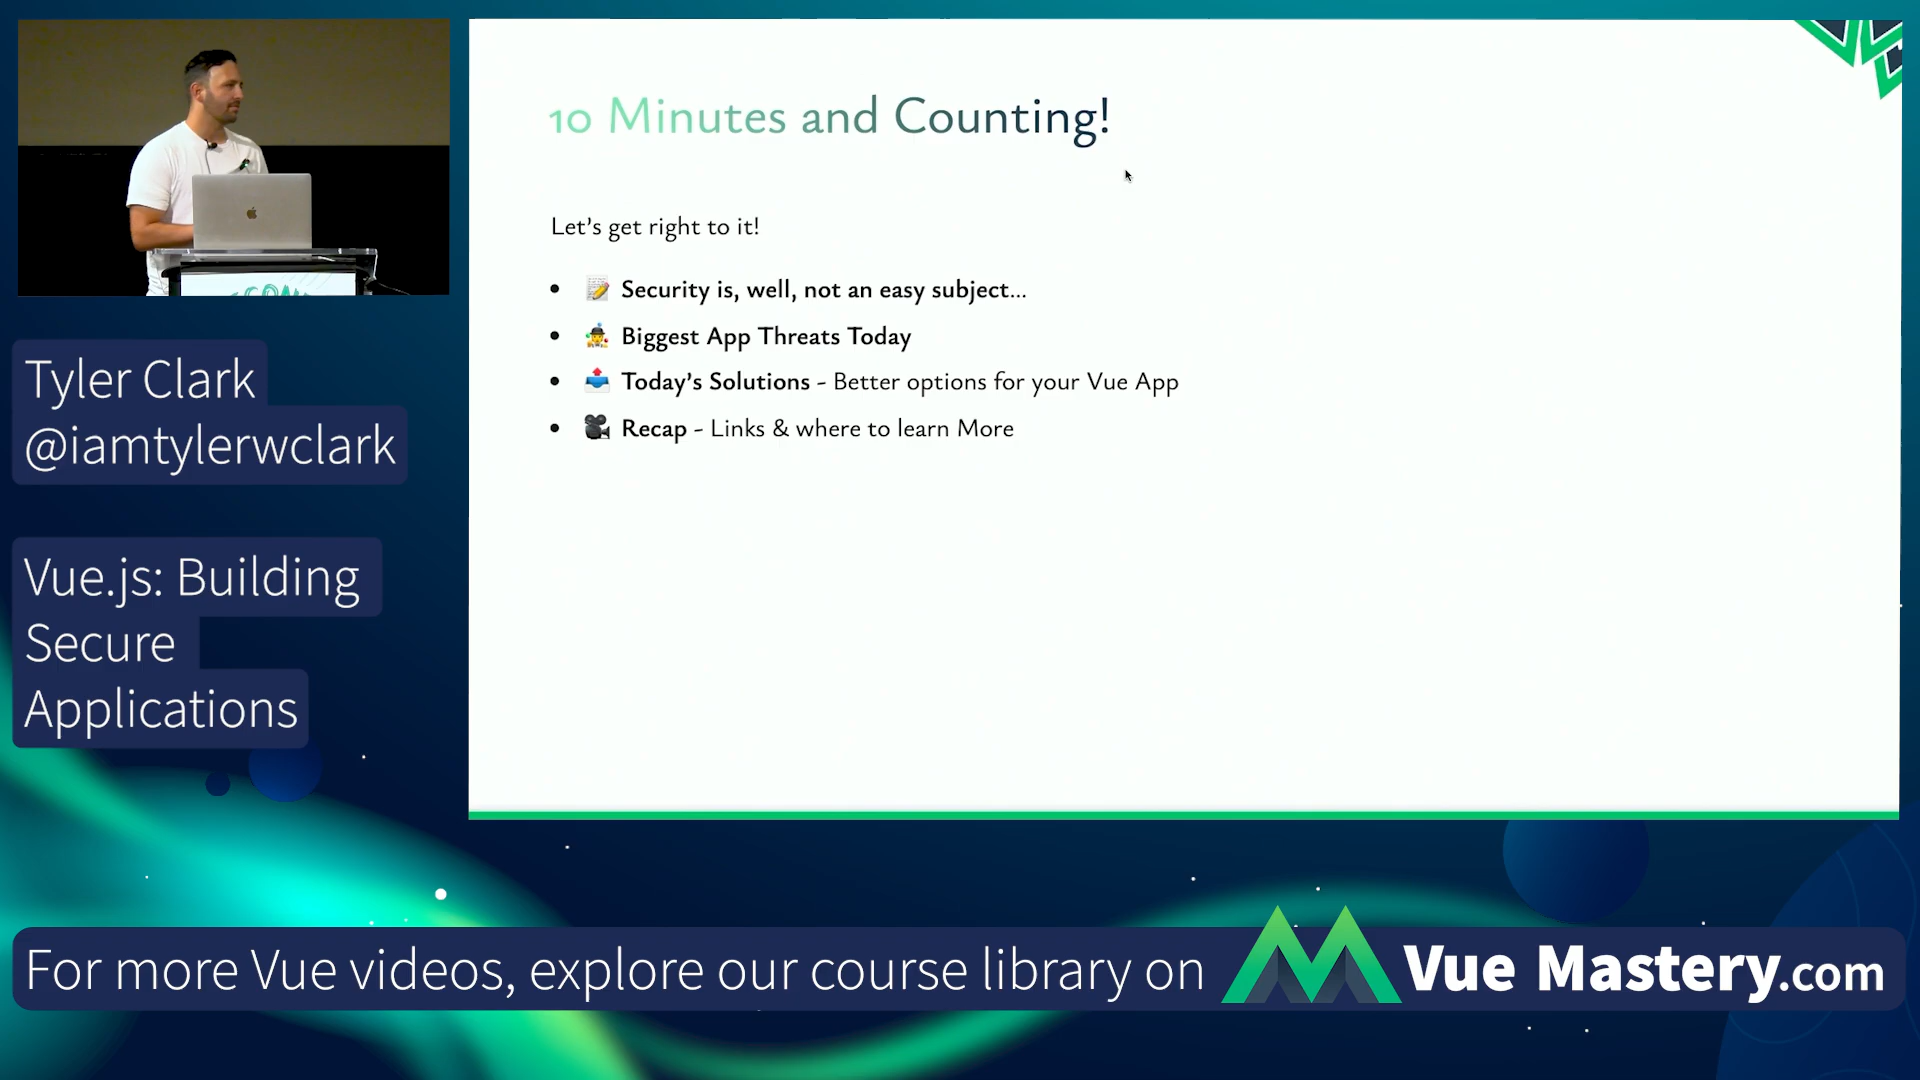 10 Minutes and Counting!
Let's get right to it!
• Security is, well, not an easy subject...
• Biggest App Threats Today
• Today's Solutions - Better options for your Vue App
• Recap - Links & where to learn More
Tyler Clark
@iamtylerwclark
Vue.js: Building
Secure
Applications
For more Vue videos, explore our course library on Vue Mastery.com